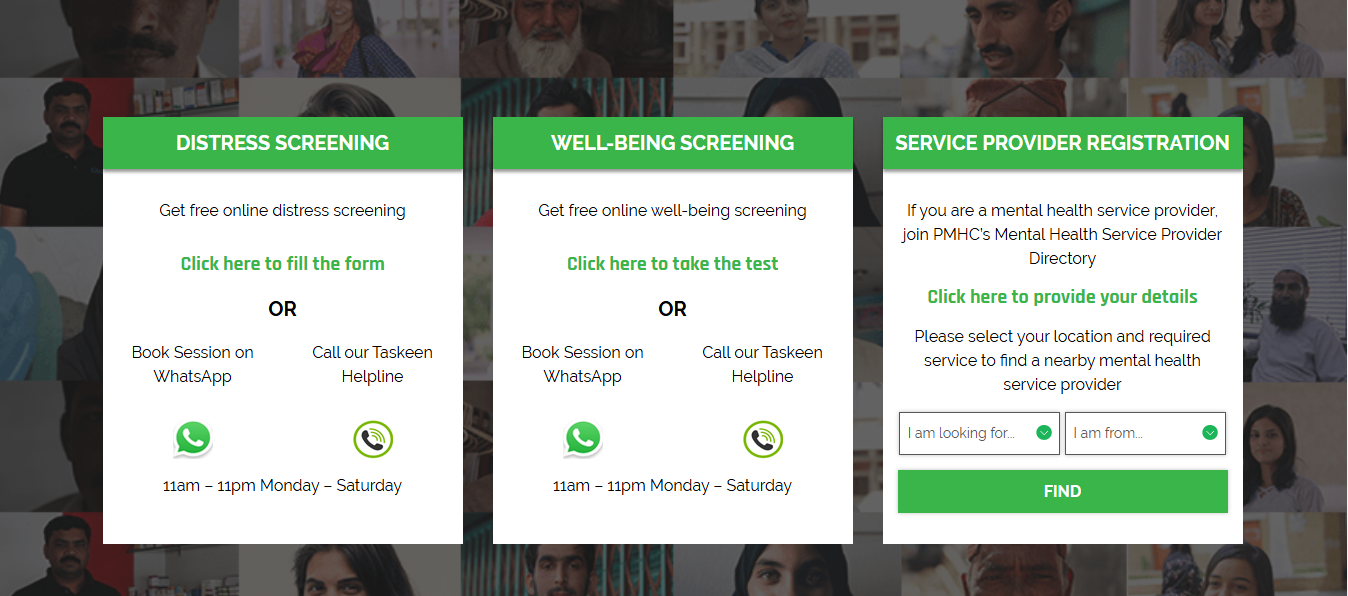 DISTRESS SCREENING
Get free online distress screening
Click here to fill the form
OR
Book Session on
WhatsApp
Call our Taskeen
Helpline
11am – 11pm Monday – Saturday
WELL-BEING SCREENING
Get free online well-being screening
Click here to take the test
OR
Book Session on
WhatsApp
Call our Taskeen
Helpline
11am – 11pm Monday – Saturday
SERVICE PROVIDER REGISTRATION
If you are a mental health service provider,
join PMHC’s Mental Health Service Provider
Directory
Click here to provide your details
Please select your location and required
service to find a nearby mental health
service provider
I am looking for...
I am from...
FIND